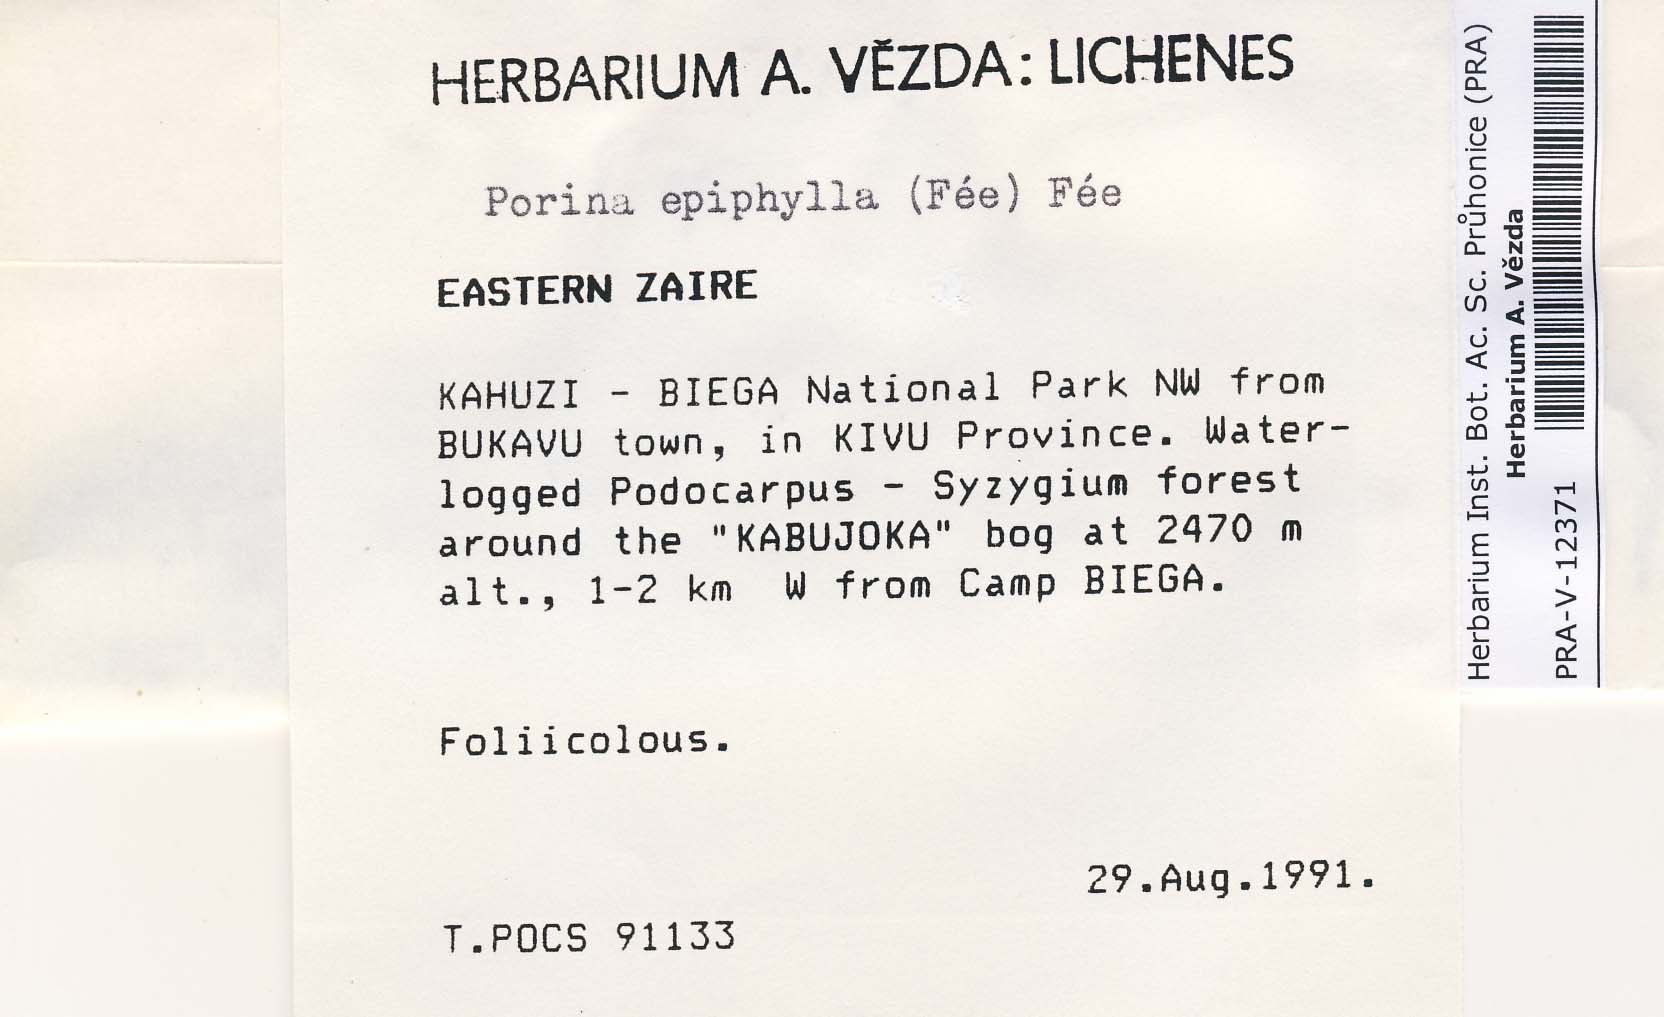 HERBARIUM A. VĚZDA: LICHENES
Porina epiphylla (Fée) Fée
EASTERN ZAIRE
KAHUZI - BIEGA National Park NW from
BUKAVU town, in KIVU Province. Water-
logged Podocarpus - Syzygium forest
around the "KABUJOKA" bog at 2470 m
alt., 1-2 km W from Camp BIEGA.
Foliicolous.
29.Aug.1991.
T.POCS 91133
Herbarium Inst. Bot. Ac. Sc. Průhonice (PRA)
Herbarium A. Vězda
PRA-V-12371